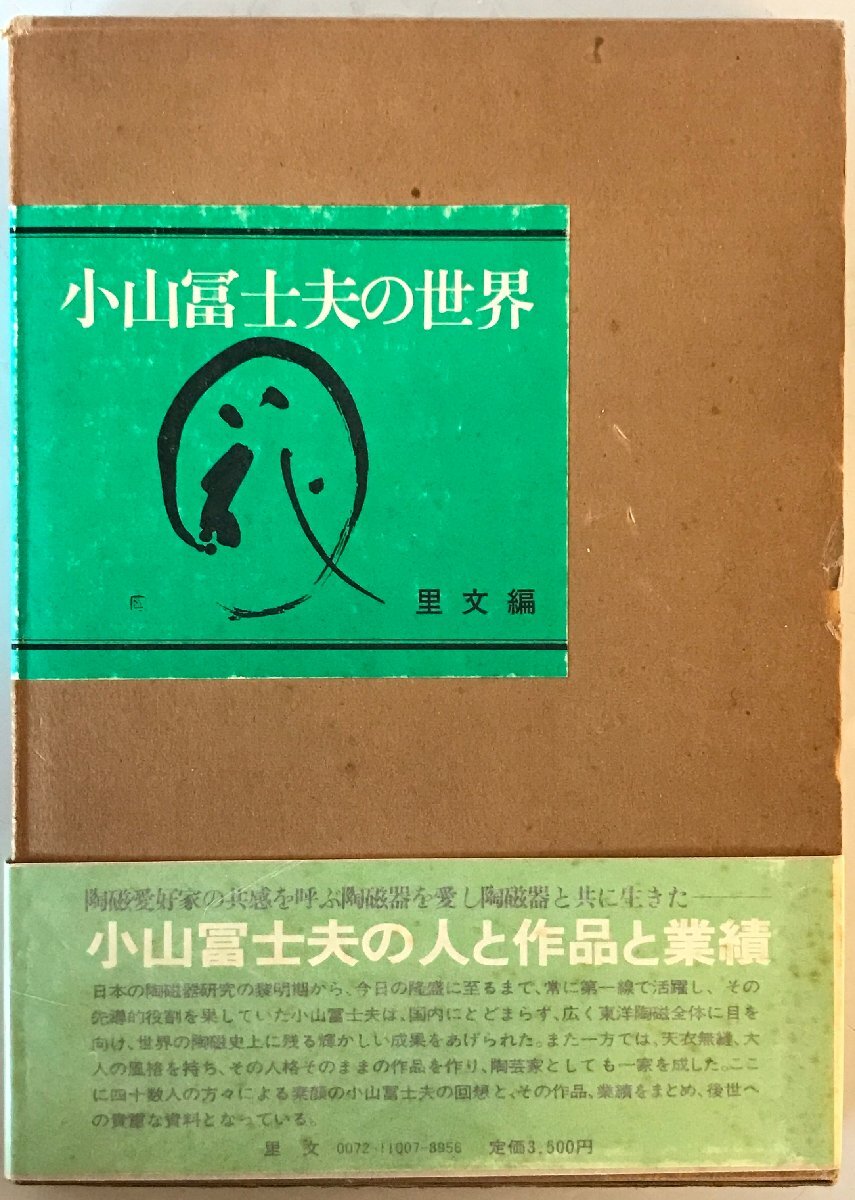 小山冨士夫の世界
里文編
陶磁愛好家の共感を呼ぶ陶磁器を愛し陶磁器と共に生きた――
小山冨士夫の人と作品と業績
日本の陶磁器研究の黎明期から、今日の隆盛に至るまで、常に第一線で活躍し、その
先導的役割を果していた小山冨士夫は、国内にとどまらず、広く東洋陶磁全体に目を
向け、世界の陶磁史上に残る輝かしい成果をあげられた。また一方では、天衣無縫、大
人の風格を持ち、その人格そのままの作品を作り、陶芸家としても一家を成した。ここ
に四十数人の方々による素顔の小山冨士夫の回想と、その作品、業績をまとめ、後世へ
の貴重な資料となっている。
里文 0072-11007-8956 定価3,500円